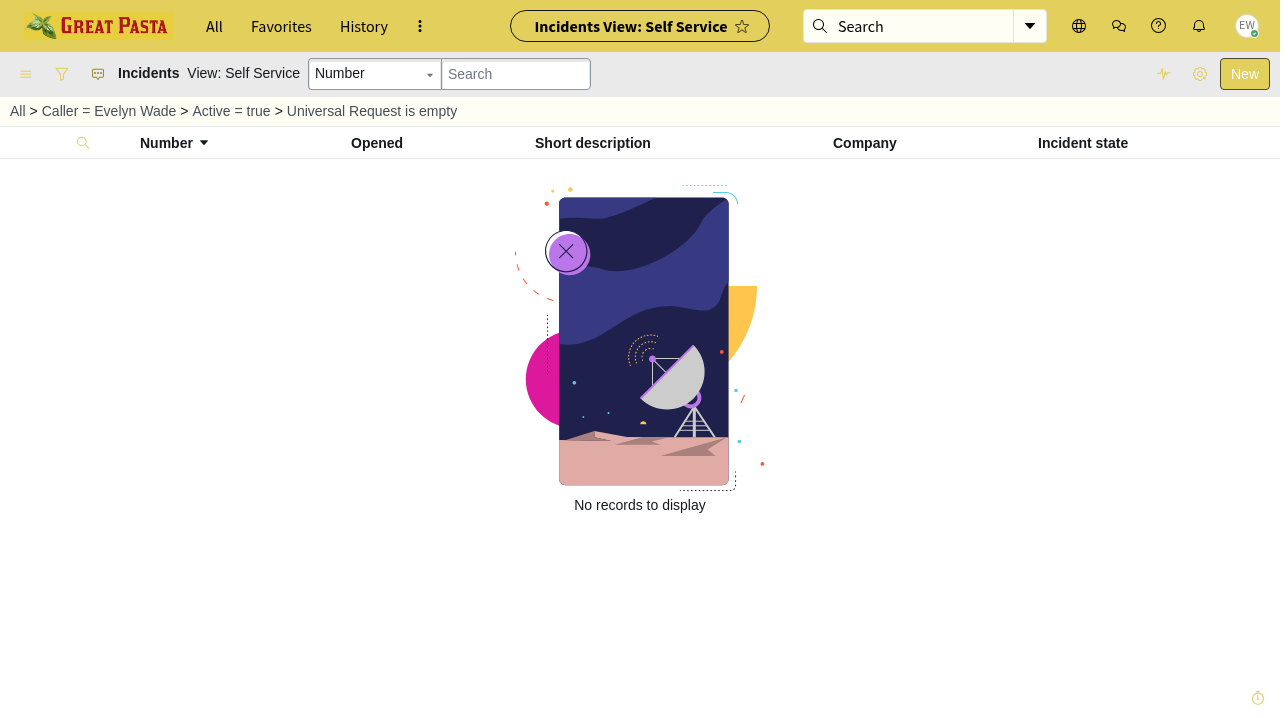 GREAT PASTA All Favorites History Incidents View: Self Service Search EW
Incidents View: Self Service Number Search New
All > Caller = Evelyn Wade > Active = true > Universal Request is empty
Number Opened Short description Company Incident state
No records to display